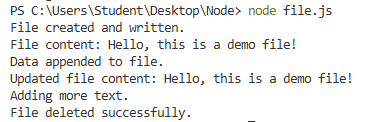 PS C:\Users\Student\Desktop\Node> node file.js
File created and written.
File content: Hello, this is a demo file!
Data appended to file.
Updated file content: Hello, this is a demo file!
Adding more text.
File deleted successfully.